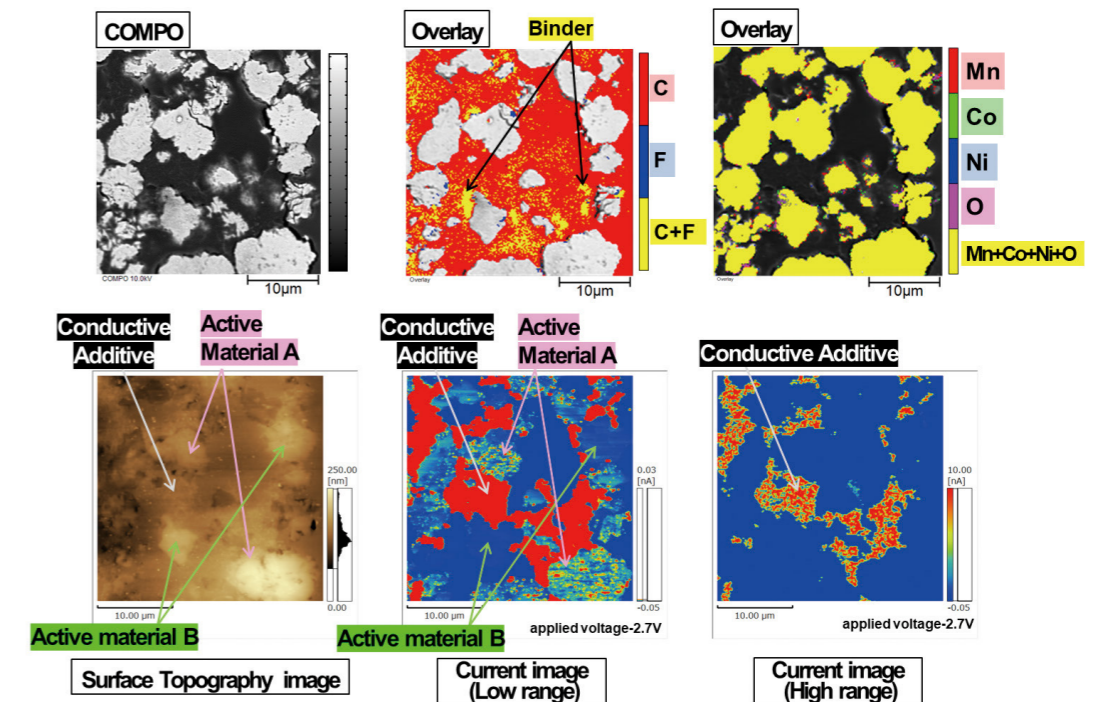 COMPO
COMPO 10.0kV
10μm
Overlay
Binder
C
F
C+F
Overlay
10μm
Overlay
Mn
Co
Ni
O
Mn+Co+Ni+O
Overlay
10μm
Conductive
Additive
Active
Material A
250.00
[nm]
0.00
10.00 μm
Active material B
Surface Topography image
Conductive
Additive
Active
Material A
0.03
[nA]
-0.05
10.00 μm
Active material B
applied voltage-2.7V
Current image
(Low range)
Conductive Additive
10.00
[nA]
-0.05
10.00 μm
applied voltage-2.7V
Current image
(High range)